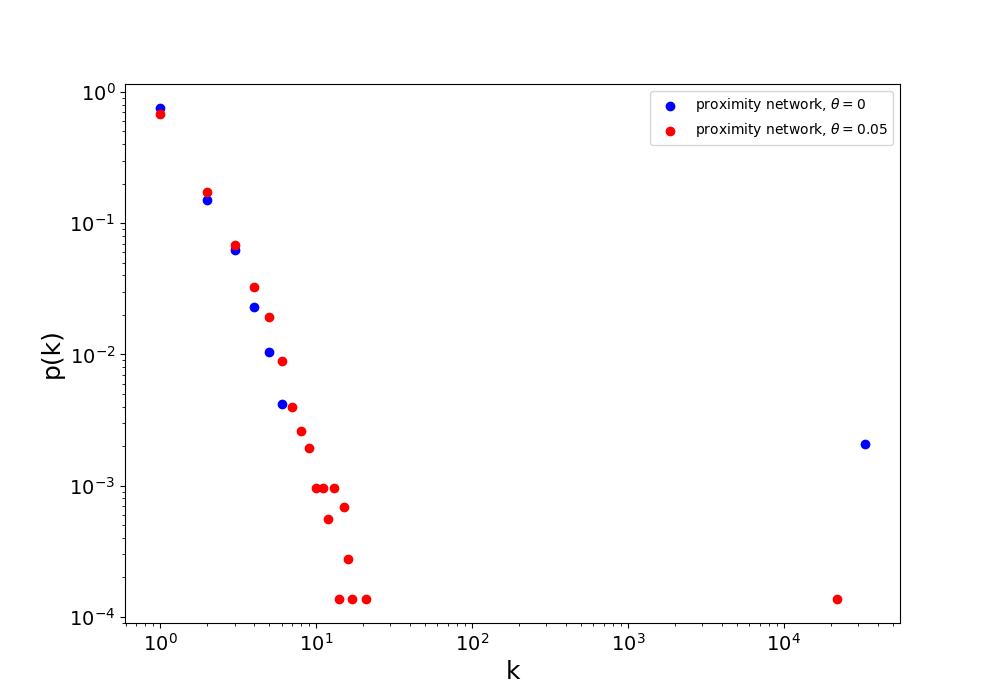 proximity network, θ = 0
proximity network, θ = 0.05
10⁰
10⁻¹
10⁻²
10⁻³
10⁻⁴
p(k)
10⁰ 10¹ 10² 10³ 10⁴
k